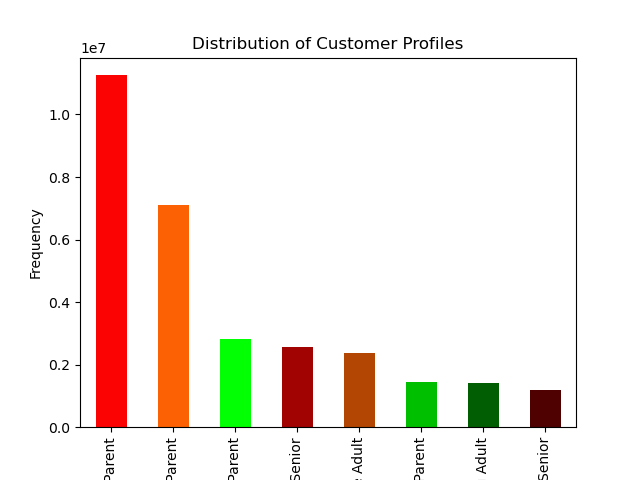 Distribution of Customer Profiles
1e7
1.0
0.8
0.6
0.4
0.2
0.0
Frequency
Parent
Parent
Parent
Senior
Adult
Parent
Adult
Senior